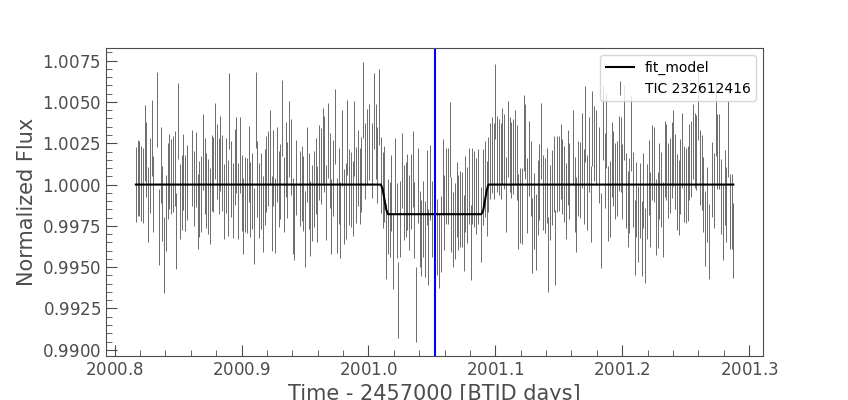 1.0075
1.0050
1.0025
1.0000
0.9975
0.9950
0.9925
0.9900
Normalized Flux
fit_model
TIC 232612416
2000.8 2000.9 2001.0 2001.1 2001.2 2001.3
Time - 2457000 [BTJD days]